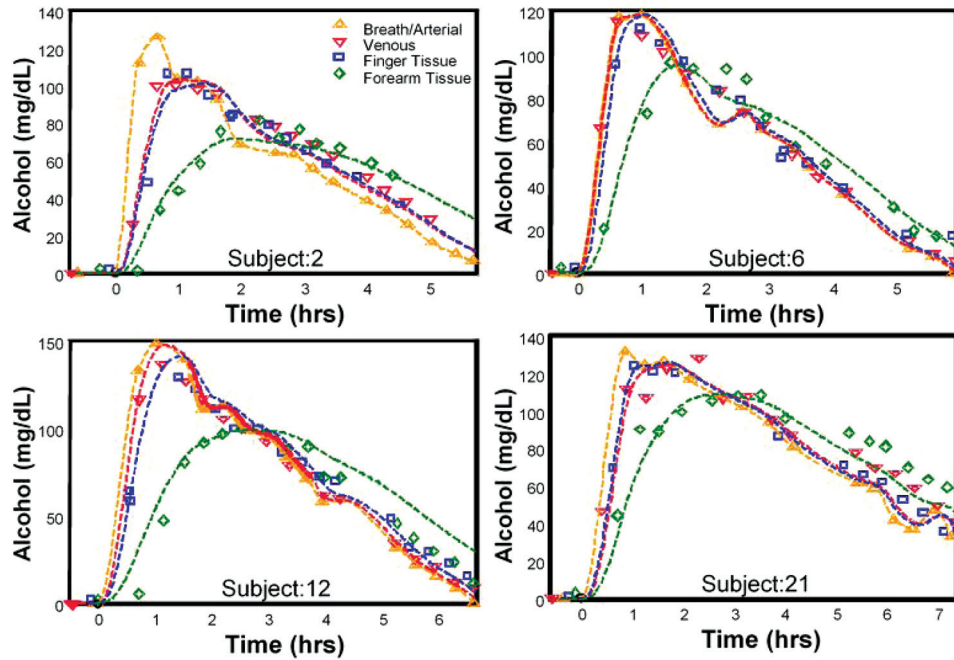 140
120
100
80
60
40
20
0
Alcohol (mg/dL)
Breath/Arterial
Venous
Finger Tissue
Forearm Tissue
Subject:2
0 1 2 3 4 5
Time (hrs)
120
100
80
60
40
20
0
Alcohol (mg/dL)
Subject:6
0 1 2 3 4 5
Time (hrs)
150
100
50
0
Alcohol (mg/dL)
Subject:12
0 1 2 3 4 5 6
Time (hrs)
140
120
100
80
60
40
20
0
Alcohol (mg/dL)
Subject:21
0 1 2 3 4 5 6 7
Time (hrs)